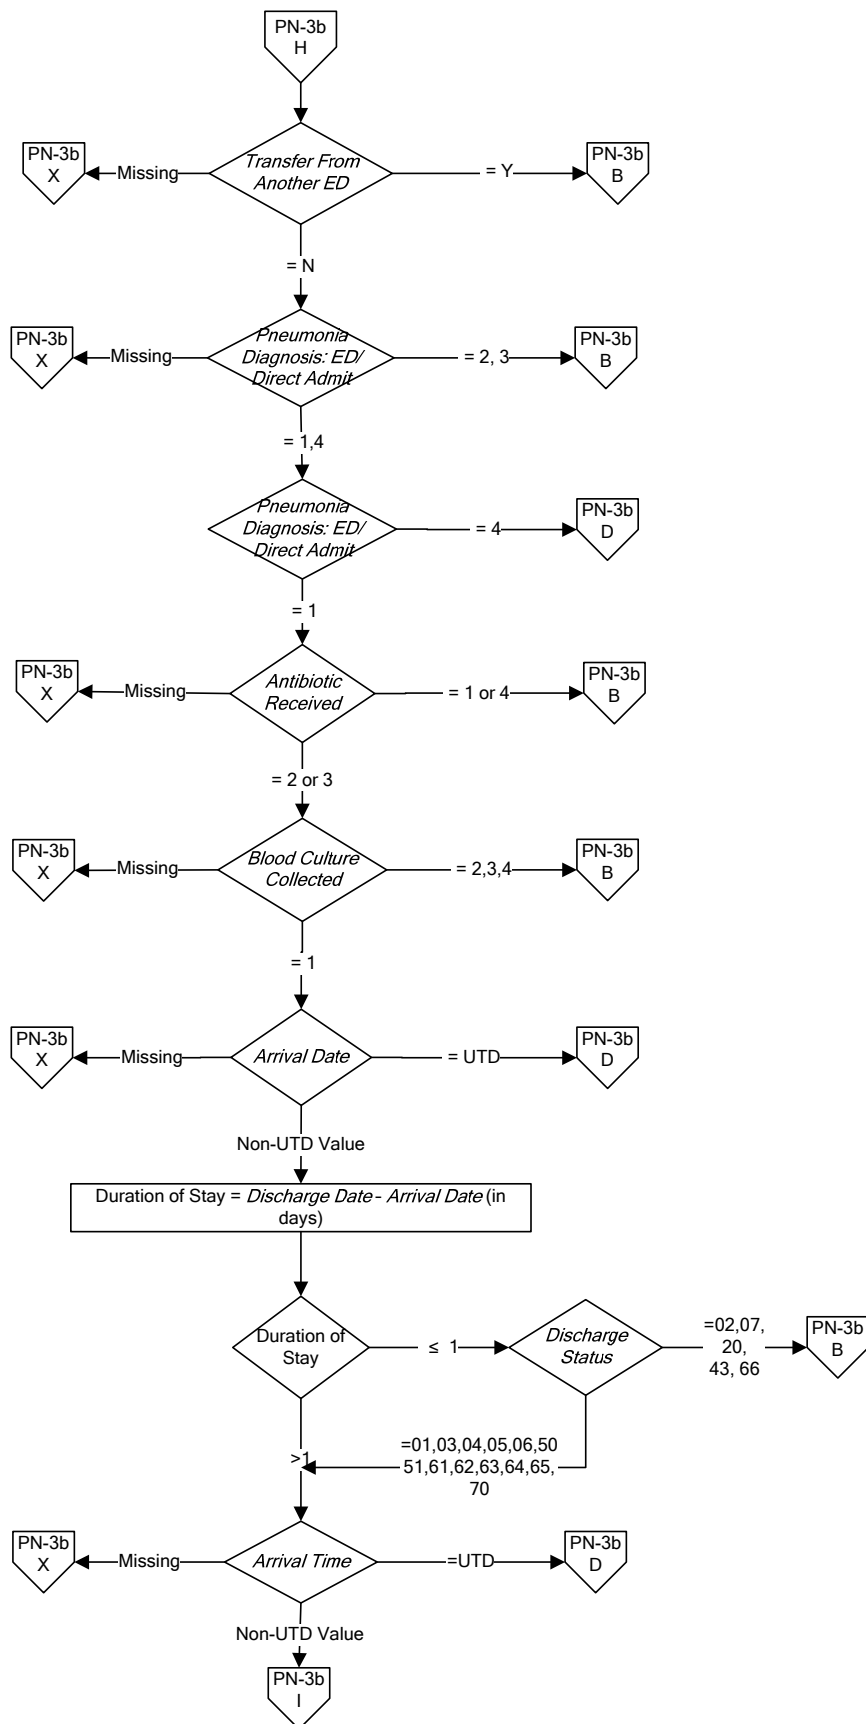 PN-3b
H
PN-3b
X
Missing
Transfer From
Another ED
= Y
PN-3b
B
= N
PN-3b
X
Missing
Pneumonia
Diagnosis: ED/
Direct Admit
= 2, 3
PN-3b
B
= 1,4
Pneumonia
Diagnosis: ED/
Direct Admit
= 4
PN-3b
D
= 1
PN-3b
X
Missing
Antibiotic
Received
= 1 or 4
PN-3b
B
= 2 or 3
PN-3b
X
Missing
Blood Culture
Collected
= 2,3,4
PN-3b
B
= 1
PN-3b
X
Missing
Arrival Date
= UTD
PN-3b
D
Non-UTD Value
Duration of Stay = Discharge Date - Arrival Date (in
days)
Duration of
Stay
≤ 1
Discharge
Status
=02,07,
20,
43, 66
PN-3b
B
>1
=01,03,04,05,06,50
51,61,62,63,64,65,
70
PN-3b
X
Missing
Arrival Time
=UTD
PN-3b
D
Non-UTD Value
PN-3b
I